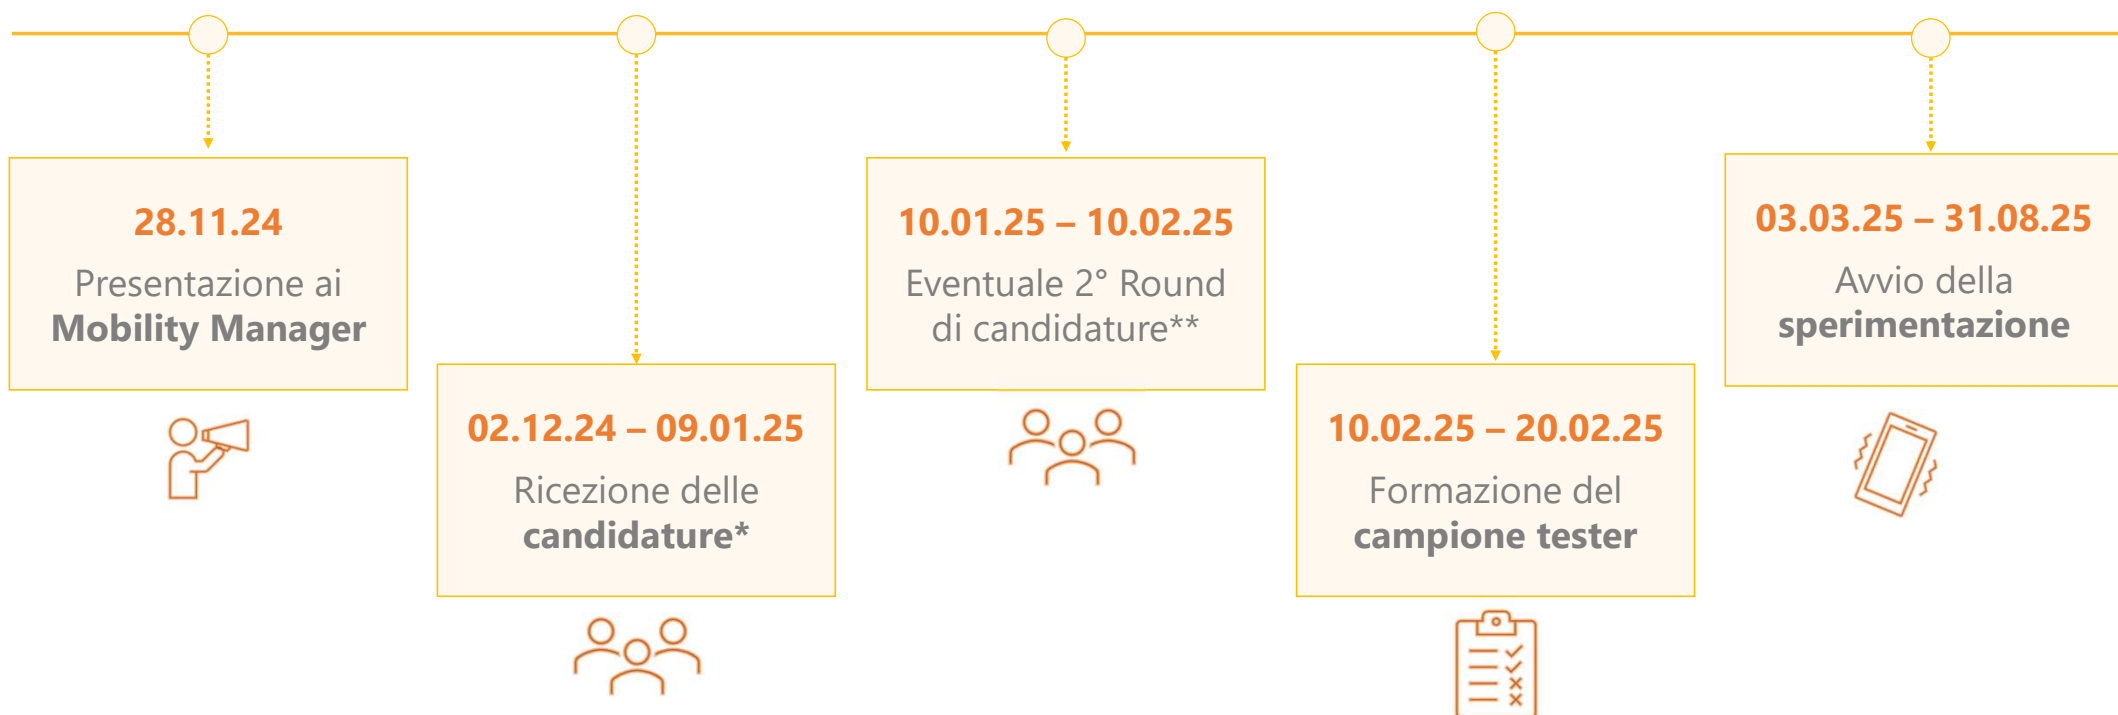 28.11.24
Presentazione ai
Mobility Manager
02.12.24 – 09.01.25
Ricezione delle
candidature*
10.01.25 – 10.02.25
Eventuale 2° Round
di candidature**
10.02.25 – 20.02.25
Formazione del
campione tester
03.03.25 – 31.08.25
Avvio della
sperimentazione